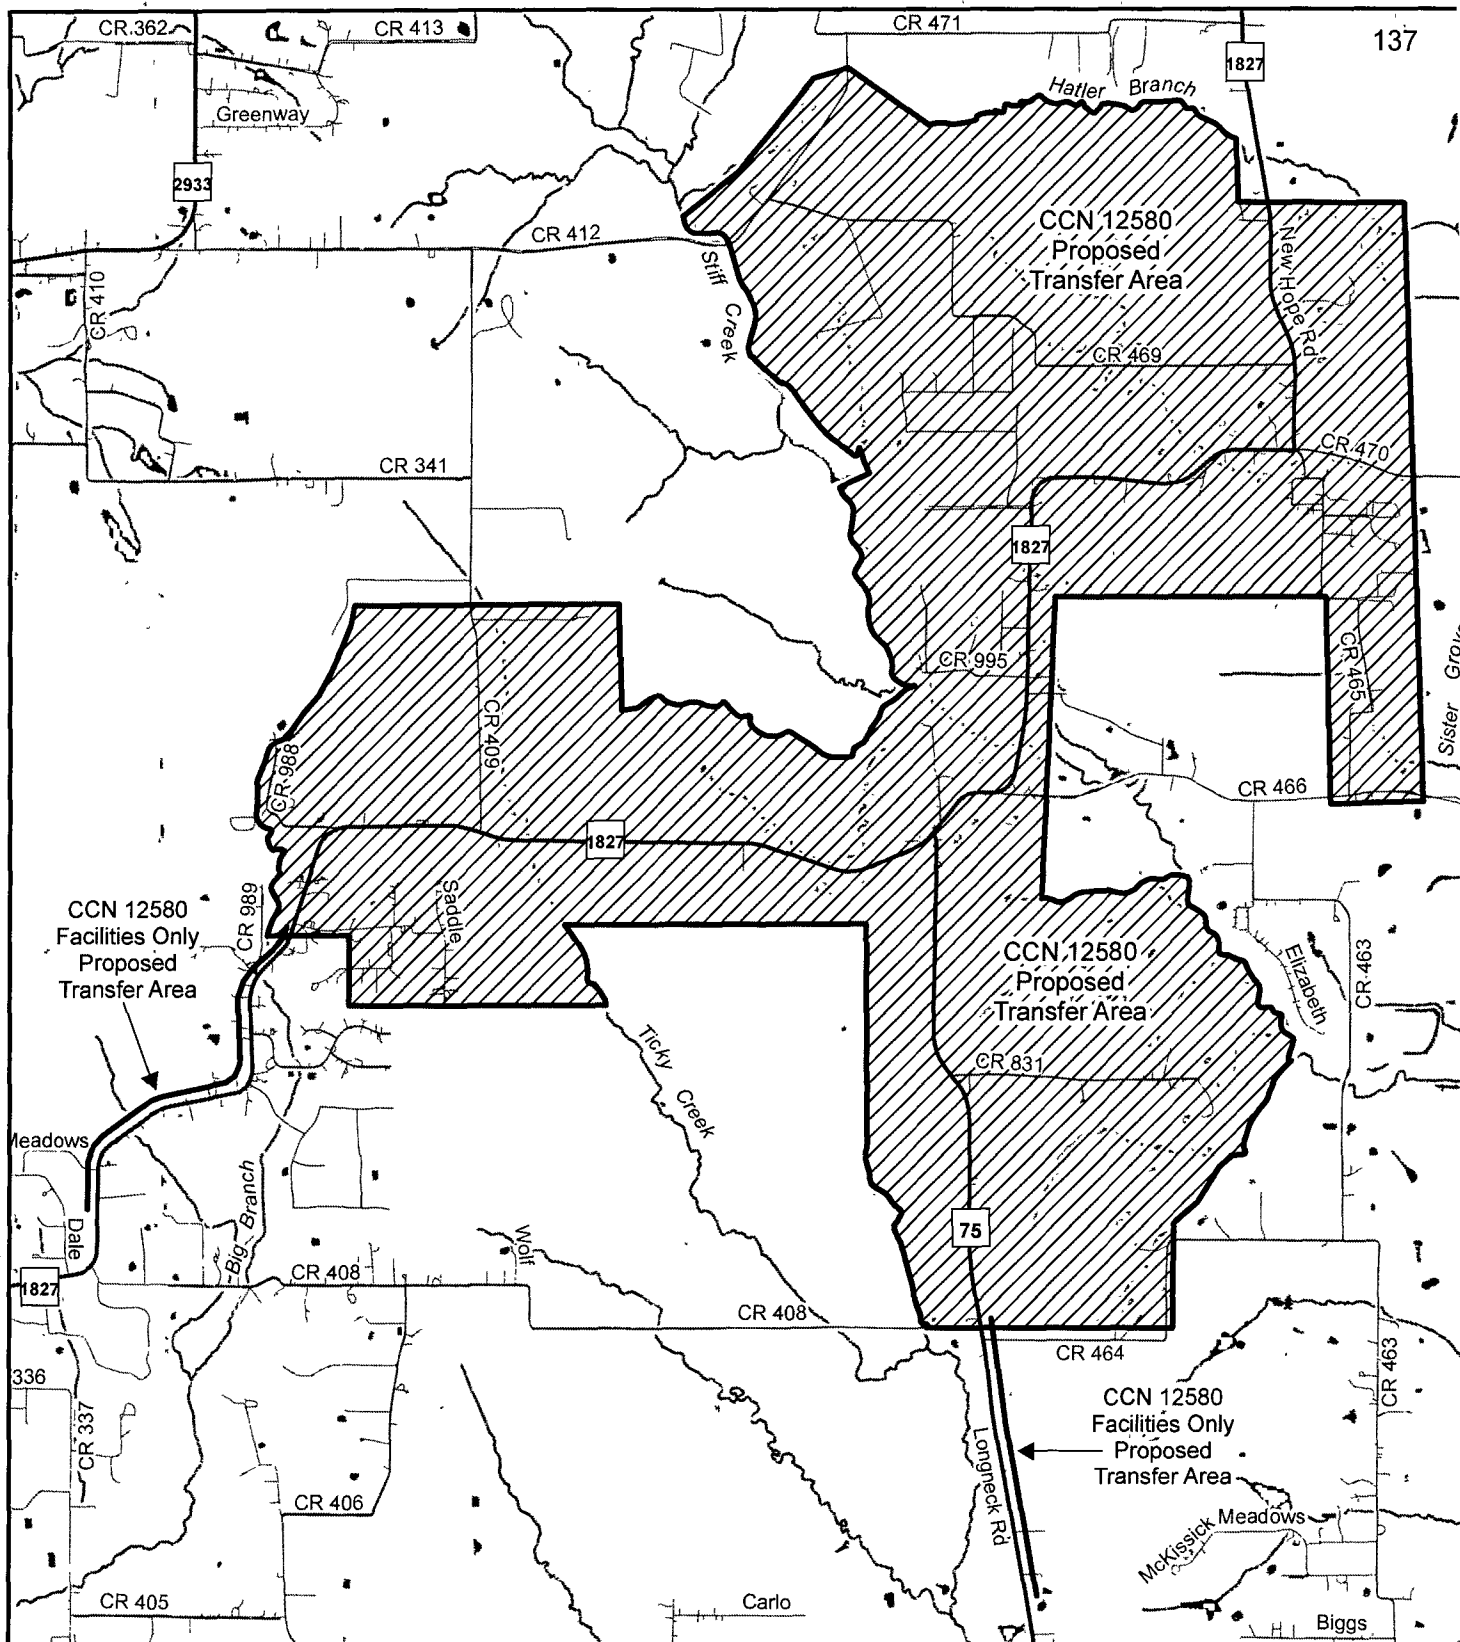 137
CR 362
CR 413
CR 471
1827
Hatler Branch
Greenway
2933
CR 412
CCN 12580
Proposed
Transfer Area
New Hope Rd
Stiff Creek
CR 410
CR 469
CR 341
CR 470
1827
CR 995
CR 465
Sister
CR 409
CR 988
CR 466
1827
CR 989
Saddle
CCN 12580
Facilities Only
Proposed
Transfer Area
CCN 12580
Proposed
Transfer Area
Elizabeth
CR 463
Ticky Creek
CR 831
Meadows
Big Branch
Dale
Wolf
75
1827
CR 408
CR 408
CR 464
CR 463
336
CR 337
CCN 12580
Facilities Only
Proposed
Transfer Area
Longneck Rd
CR 406
McKissick
Meadows
CR 405
Carlo
Biggs